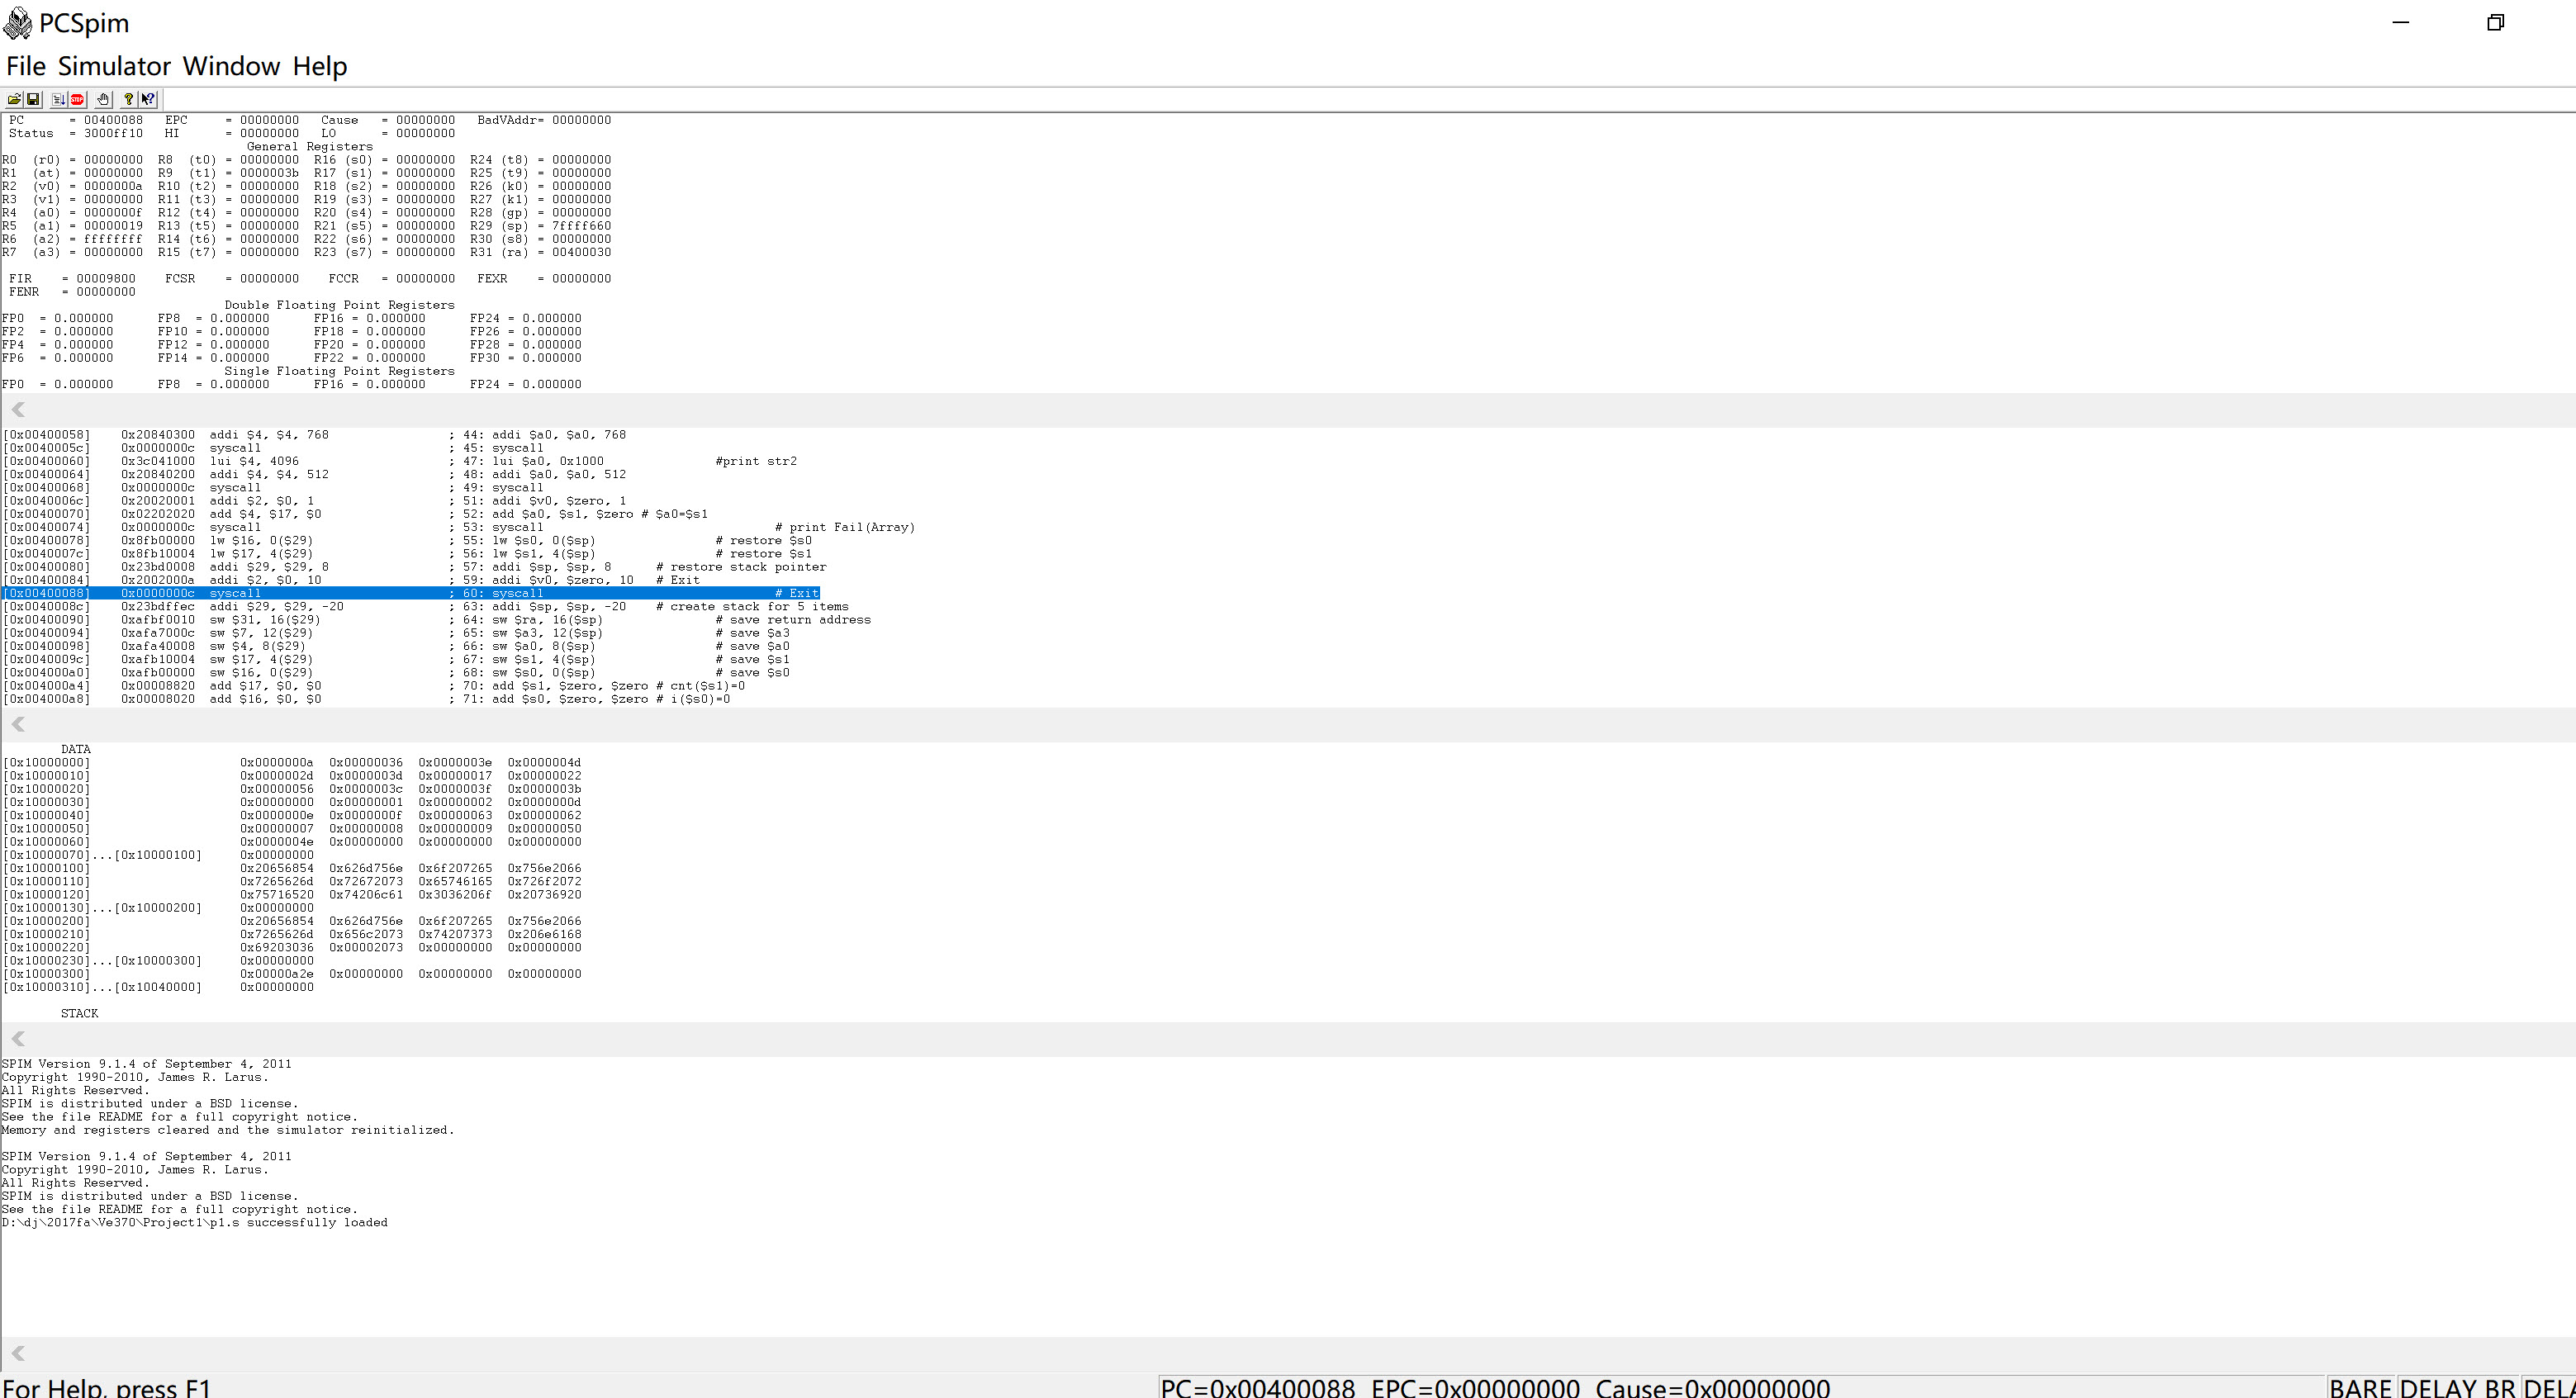 PCSpim
File Simulator Window Help
PC      = 00400088   EPC     = 00000000   Cause   = 00000000   BadVAddr= 00000000
Status  = 3000ff10   HI      = 00000000   LO      = 00000000
General Registers
R0  (r0) = 00000000  R8  (t0) = 00000000  R16 (s0) = 00000000  R24 (t8) = 00000000
R1  (at) = 00000000  R9  (t1) = 0000003b  R17 (s1) = 00000000  R25 (t9) = 00000000
R2  (v0) = 0000000a  R10 (t2) = 00000000  R18 (s2) = 00000000  R26 (k0) = 00000000
R3  (v1) = 00000000  R11 (t3) = 00000000  R19 (s3) = 00000000  R27 (k1) = 00000000
R4  (a0) = 0000000f  R12 (t4) = 00000000  R20 (s4) = 00000000  R28 (gp) = 00000000
R5  (a1) = 00000019  R13 (t5) = 00000000  R21 (s5) = 00000000  R29 (sp) = 7ffff660
R6  (a2) = ffffffff  R14 (t6) = 00000000  R22 (s6) = 00000000  R30 (s8) = 00000000
R7  (a3) = 00000000  R15 (t7) = 00000000  R23 (s7) = 00000000  R31 (ra) = 00400030
FIR    = 00009800    FCSR    = 00000000    FCCR   = 00000000   FEXR    = 00000000
FENR   = 00000000
Double Floating Point Registers
FP0  = 0.000000      FP8  = 0.000000      FP16 = 0.000000      FP24 = 0.000000
FP2  = 0.000000      FP10 = 0.000000      FP18 = 0.000000      FP26 = 0.000000
FP4  = 0.000000      FP12 = 0.000000      FP20 = 0.000000      FP28 = 0.000000
FP6  = 0.000000      FP14 = 0.000000      FP22 = 0.000000      FP30 = 0.000000
Single Floating Point Registers
FP0  = 0.000000      FP8  = 0.000000      FP16 = 0.000000      FP24 = 0.000000
[0x00400058]    0x20840300  addi $4, $4, 768                ; 44: addi $a0, $a0, 768
[0x0040005c]    0x0000000c  syscall                         ; 45: syscall
[0x00400060]    0x3c041000  lui $4, 4096                    ; 47: lui $a0, 0x1000               #print str2
[0x00400064]    0x20840200  addi $4, $4, 512                ; 48: addi $a0, $a0, 512
[0x00400068]    0x0000000c  syscall                         ; 49: syscall
[0x0040006c]    0x20020001  addi $2, $0, 1                  ; 51: addi $v0, $zero, 1
[0x00400070]    0x02202020  add $4, $17, $0                 ; 52: add $a0, $s1, $zero # $a0=$s1
[0x00400074]    0x0000000c  syscall                         ; 53: syscall                               # print Fail(Array)
[0x00400078]    0x8fb00000  lw $16, 0($29)                  ; 55: lw $s0, 0($sp)                # restore $s0
[0x0040007c]    0x8fb10004  lw $17, 4($29)                  ; 56: lw $s1, 4($sp)                # restore $s1
[0x00400080]    0x23bd0008  addi $29, $29, 8                ; 57: addi $sp, $sp, 8      # restore stack pointer
[0x00400084]    0x2002000a  addi $2, $0, 10                 ; 59: addi $v0, $zero, 10   # Exit
[0x00400088]    0x0000000c  syscall                         ; 60: syscall                               # Exit
[0x0040008c]    0x23bdffec  addi $29, $29, -20              ; 63: addi $sp, $sp, -20    # create stack for 5 items
[0x00400090]    0xafbf0010  sw $31, 16($29)                 ; 64: sw $ra, 16($sp)               # save return address
[0x00400094]    0xafa7000c  sw $7, 12($29)                  ; 65: sw $a3, 12($sp)               # save $a3
[0x00400098]    0xafa40008  sw $4, 8($29)                   ; 66: sw $a0, 8($sp)                # save $a0
[0x0040009c]    0xafb10004  sw $17, 4($29)                  ; 67: sw $s1, 4($sp)                # save $s1
[0x004000a0]    0xafb00000  sw $16, 0($29)                  ; 68: sw $s0, 0($sp)                # save $s0
[0x004000a4]    0x00008820  add $17, $0, $0                 ; 70: add $s1, $zero, $zero # cnt($s1)=0
[0x004000a8]    0x00008020  add $16, $0, $0                 ; 71: add $s0, $zero, $zero # i($s0)=0
DATA
[0x10000000]                    0x0000000a  0x00000036  0x0000003e  0x0000004d
[0x10000010]                    0x0000002d  0x0000003d  0x00000017  0x00000022
[0x10000020]                    0x00000056  0x0000003c  0x0000003f  0x0000003b
[0x10000030]                    0x00000000  0x00000001  0x00000002  0x0000000d
[0x10000040]                    0x0000000e  0x0000000f  0x00000063  0x00000062
[0x10000050]                    0x00000007  0x00000008  0x00000009  0x00000050
[0x10000060]                    0x0000004e  0x00000000  0x00000000  0x00000000
[0x10000070]...[0x10000100]     0x00000000
[0x10000100]                    0x20656854  0x626d756e  0x6f207265  0x756e2066
[0x10000110]                    0x7265626d  0x72672073  0x65746165  0x726f2072
[0x10000120]                    0x75716520  0x74206c61  0x3036206f  0x20736920
[0x10000130]...[0x10000200]     0x00000000
[0x10000200]                    0x20656854  0x626d756e  0x6f207265  0x756e2066
[0x10000210]                    0x7265626d  0x656c2073  0x74207373  0x206e6168
[0x10000220]                    0x69203036  0x00002073  0x00000000  0x00000000
[0x10000230]...[0x10000300]     0x00000000
[0x10000300]                    0x00000a2e  0x00000000  0x00000000  0x00000000
[0x10000310]...[0x10040000]     0x00000000
STACK
SPIM Version 9.1.4 of September 4, 2011
Copyright 1990-2010, James R. Larus.
All Rights Reserved.
SPIM is distributed under a BSD license.
See the file README for a full copyright notice.
Memory and registers cleared and the simulator reinitialized.
SPIM Version 9.1.4 of September 4, 2011
Copyright 1990-2010, James R. Larus.
All Rights Reserved.
SPIM is distributed under a BSD license.
See the file README for a full copyright notice.
D:\dj\2017fa\Ve370\Project1\p1.s successfully loaded
For Help, press F1
PC=0x00400088  EPC=0x00000000  Cause=0x00000000
BARE DELAY BR DELA